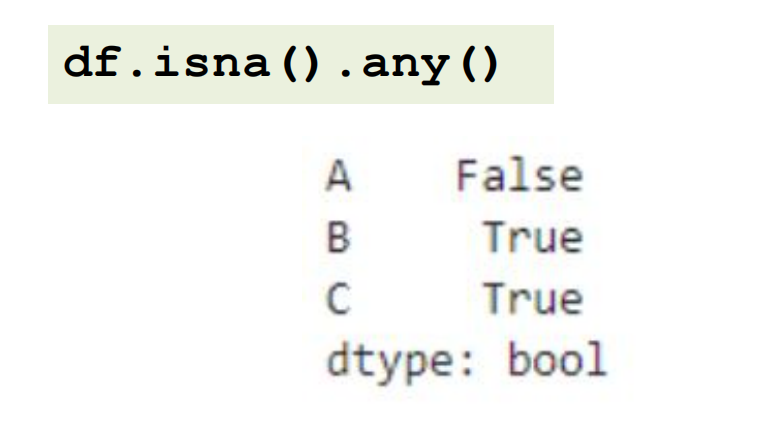 df.isna().any()
A False
B True
C True
dtype: bool